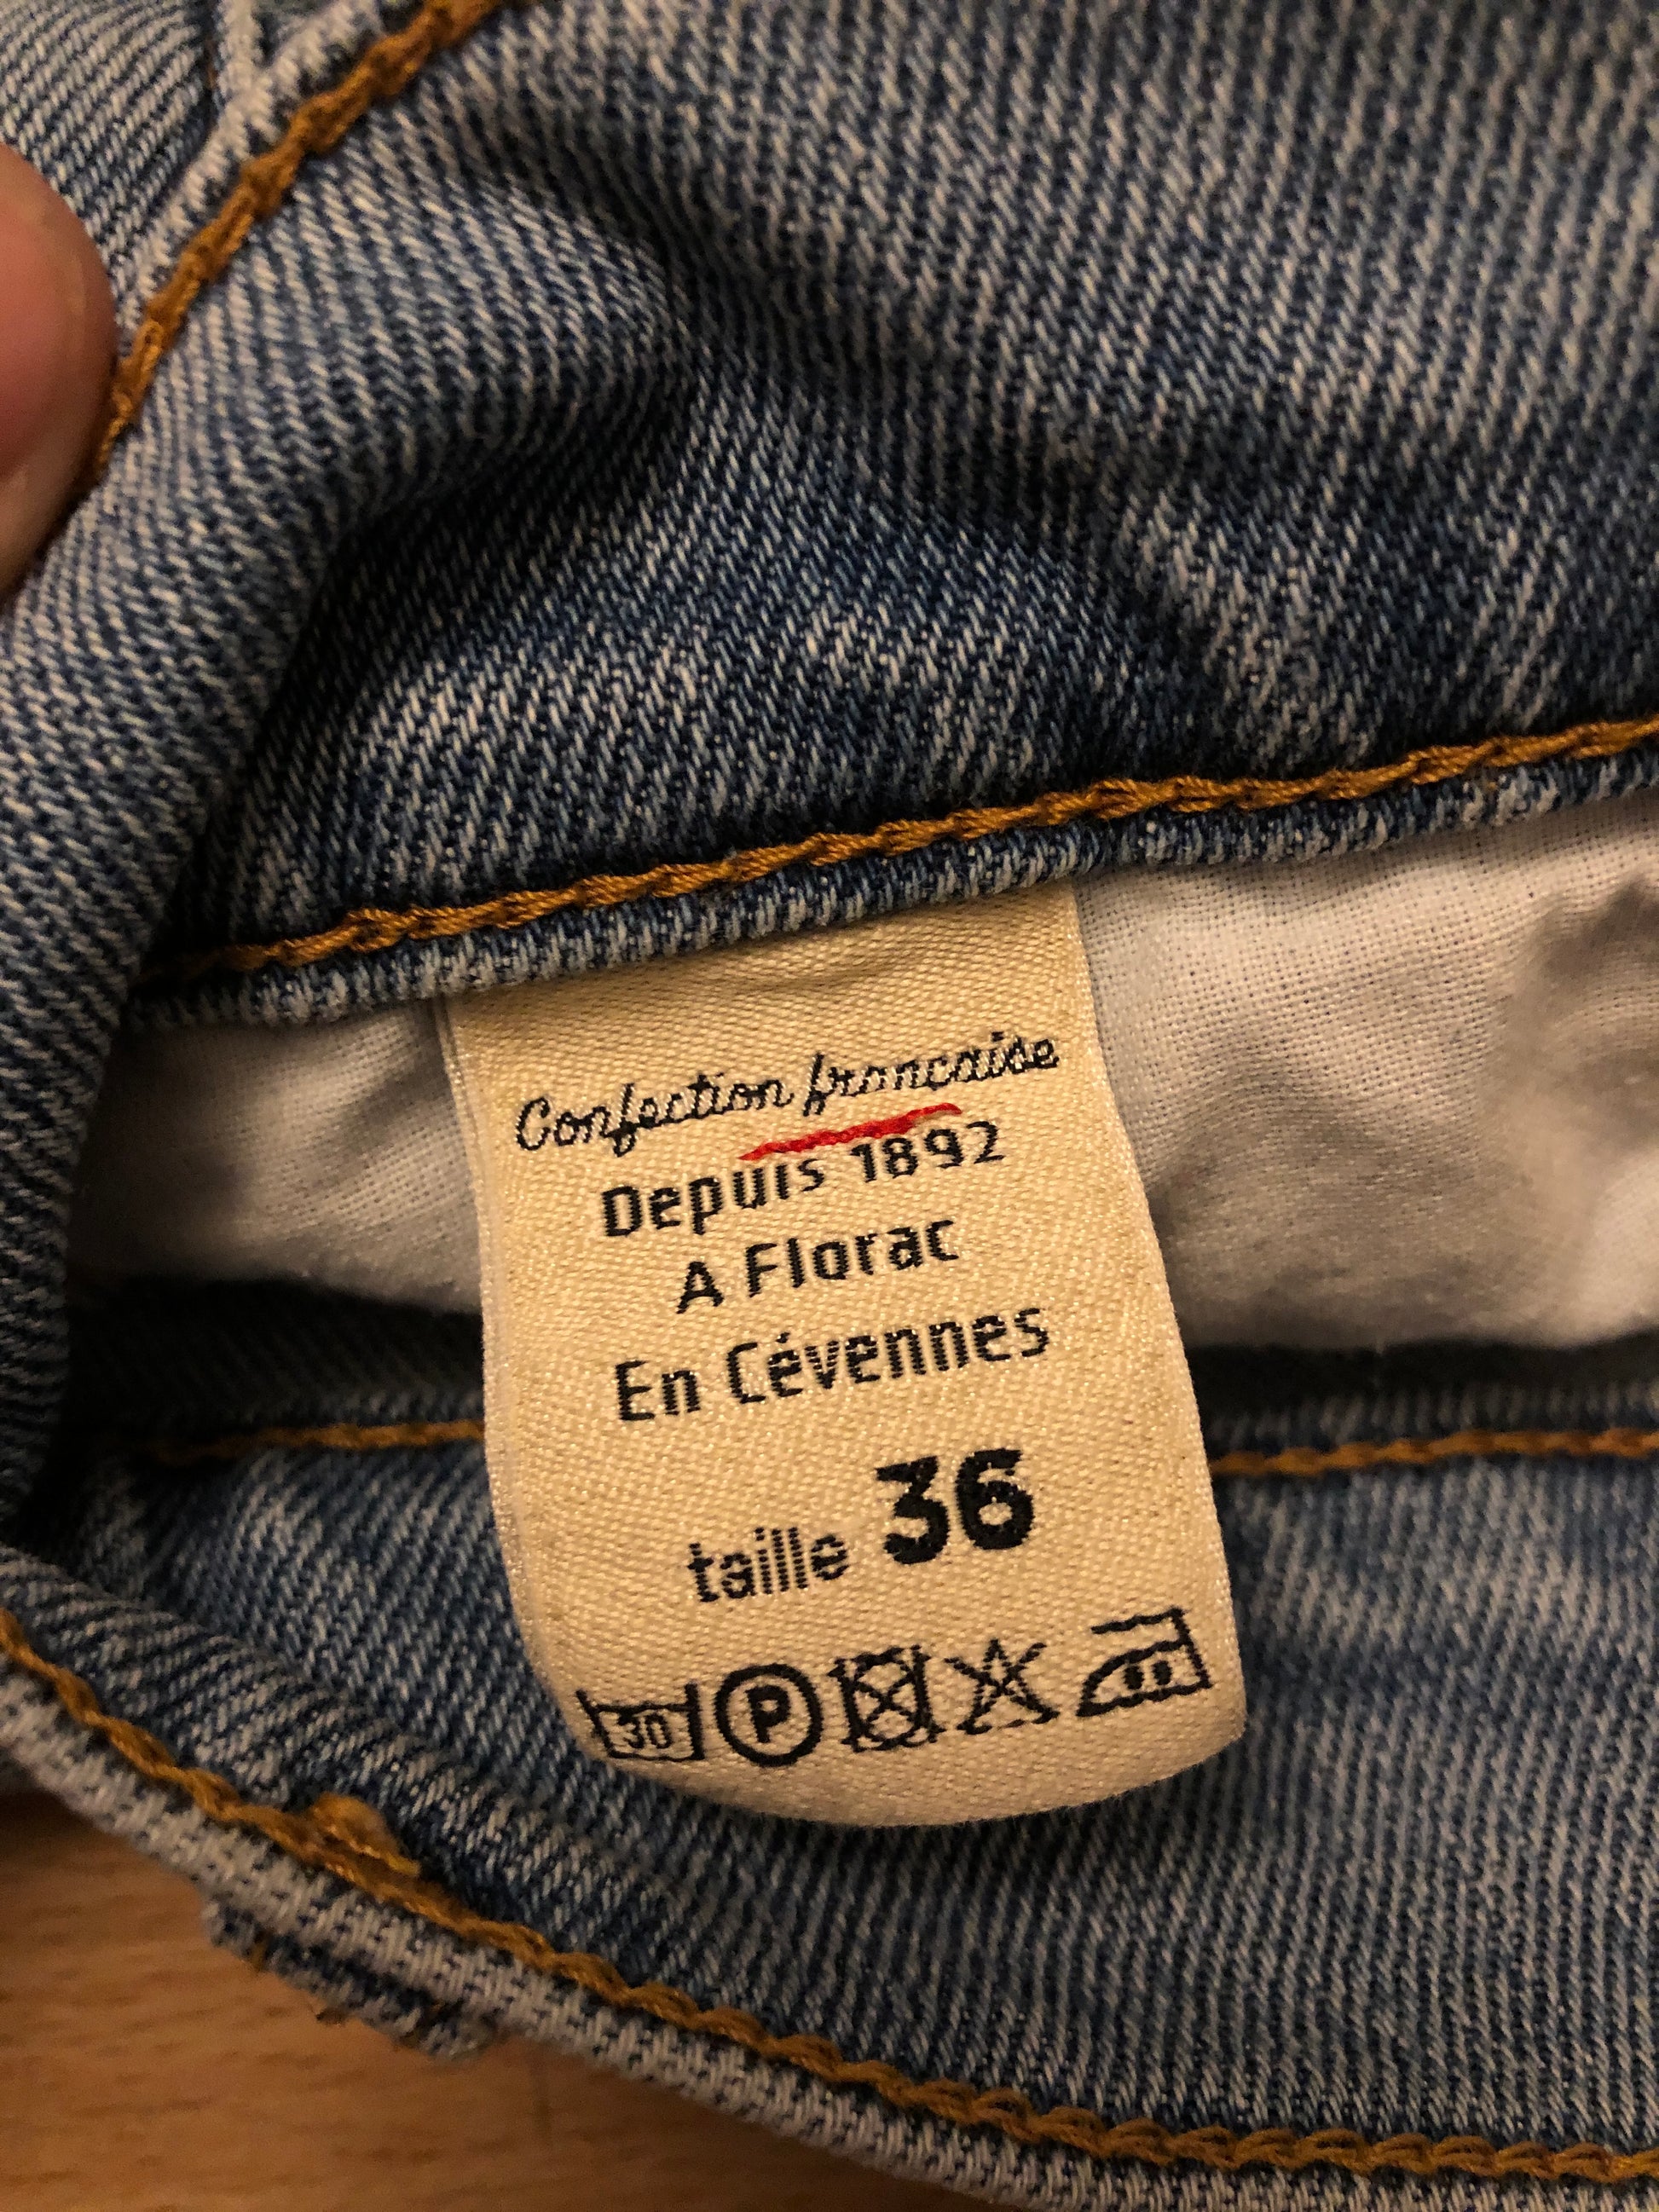 Confection française
Depuis 1892
A Florac
En Cévennes
taille 36
30 P